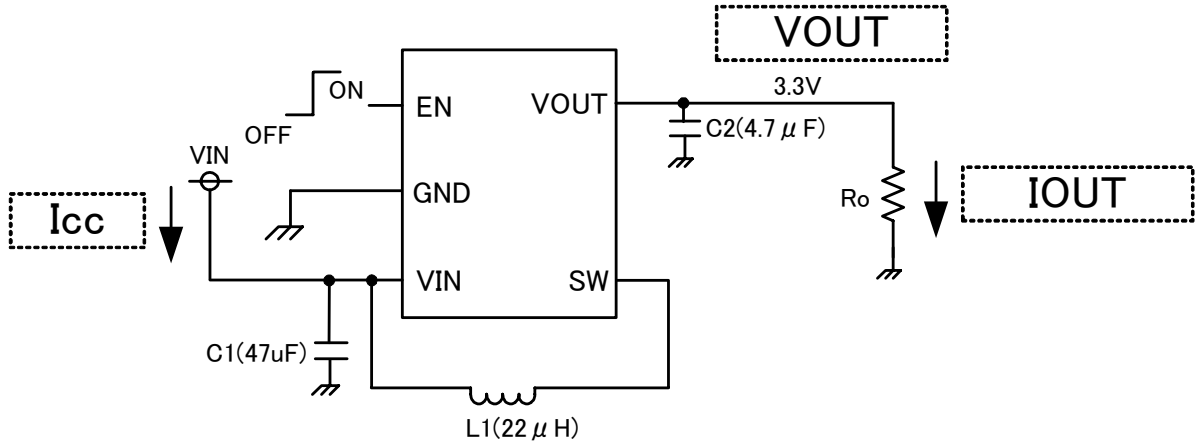 VOUT
3.3V
ON
EN
VOUT
C2(4.7μF)
OFF
VIN
GND
Icc
Ro
IOUT
VIN
SW
C1(47uF)
L1(22μH)